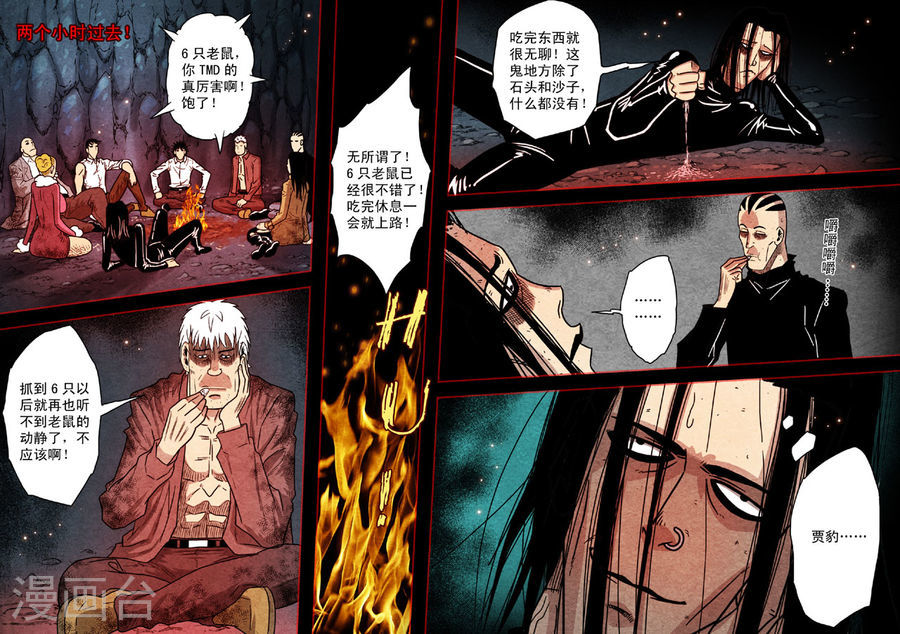 两个小时过去！
6只老鼠，
你TMD的
真厉害啊！
饱了！
抓到6只以
后就再也听
不到老鼠的
动静了，不
应该啊！
无所谓了！
6只老鼠已
经很不错了！
吃完休息一
会就上路！
吃完东西就
很无聊！这
鬼地方除了
石头和沙子，
什么都没有！
嚼嚼嚼嚼……
……
……
贾豹……
漫画台